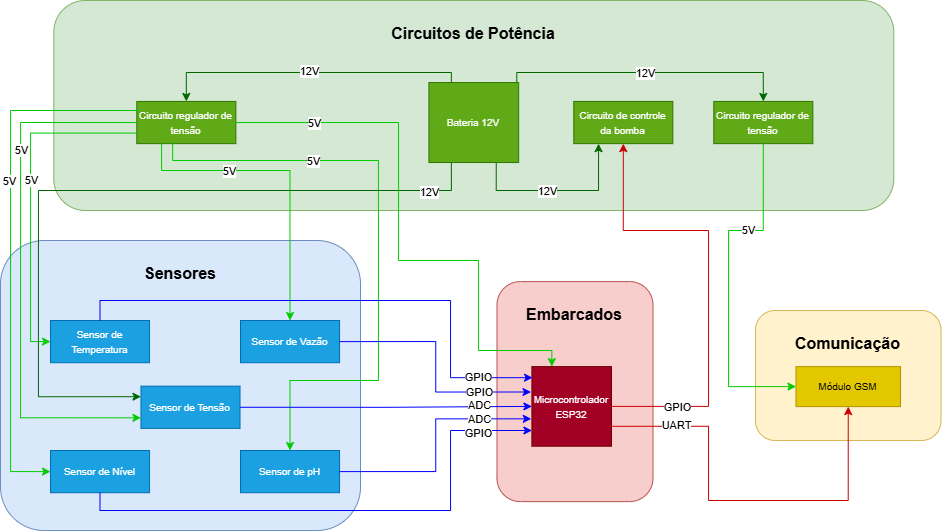 Circuitos de Potência
12V
12V
Circuito regulador de
tensão
Bateria 12V
Circuito de controle
da bomba
Circuito regulador de
tensão
5V
5V
5V
5V
5V
5V
12V
12V
5V
Sensores
Sensor de
Temperatura
Sensor de Vazão
Sensor de Tensão
Sensor de Nível
Sensor de pH
GPIO
GPIO
ADC
ADC
GPIO
Embarcados
Microcontrolador
ESP32
GPIO
UART
Comunicação
Módulo GSM